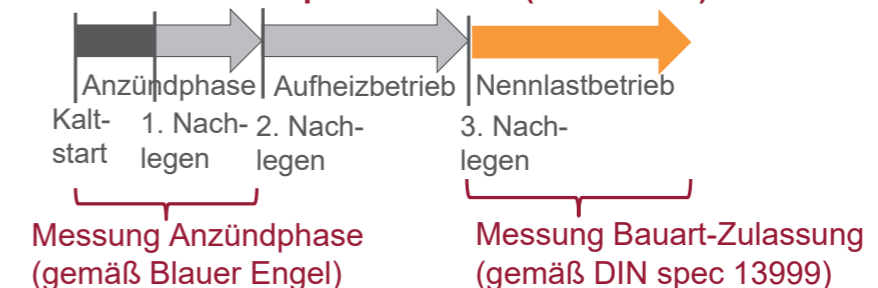 Anzündphase Aufheizbetrieb Nennlastbetrieb
Kalt-
start
1. Nach-
legen
2. Nach-
legen
3. Nach-
legen
Messung Anzündphase
(gemäß Blauer Engel)
Messung Bauart-Zulassung
(gemäß DIN spec 13999)